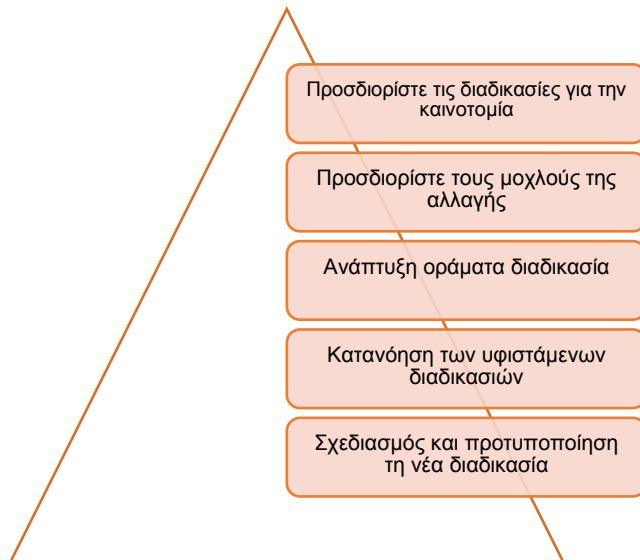 Προσδιορίστε τις διαδικασίες για την
καινοτομία
Προσδιορίστε τους μοχλούς της
αλλαγής
Ανάπτυξη οράματα διαδικασία
Κατανόηση των υφιστάμενων
διαδικασιών
Σχεδιασμός και προτυποποίηση
τη νέα διαδικασία